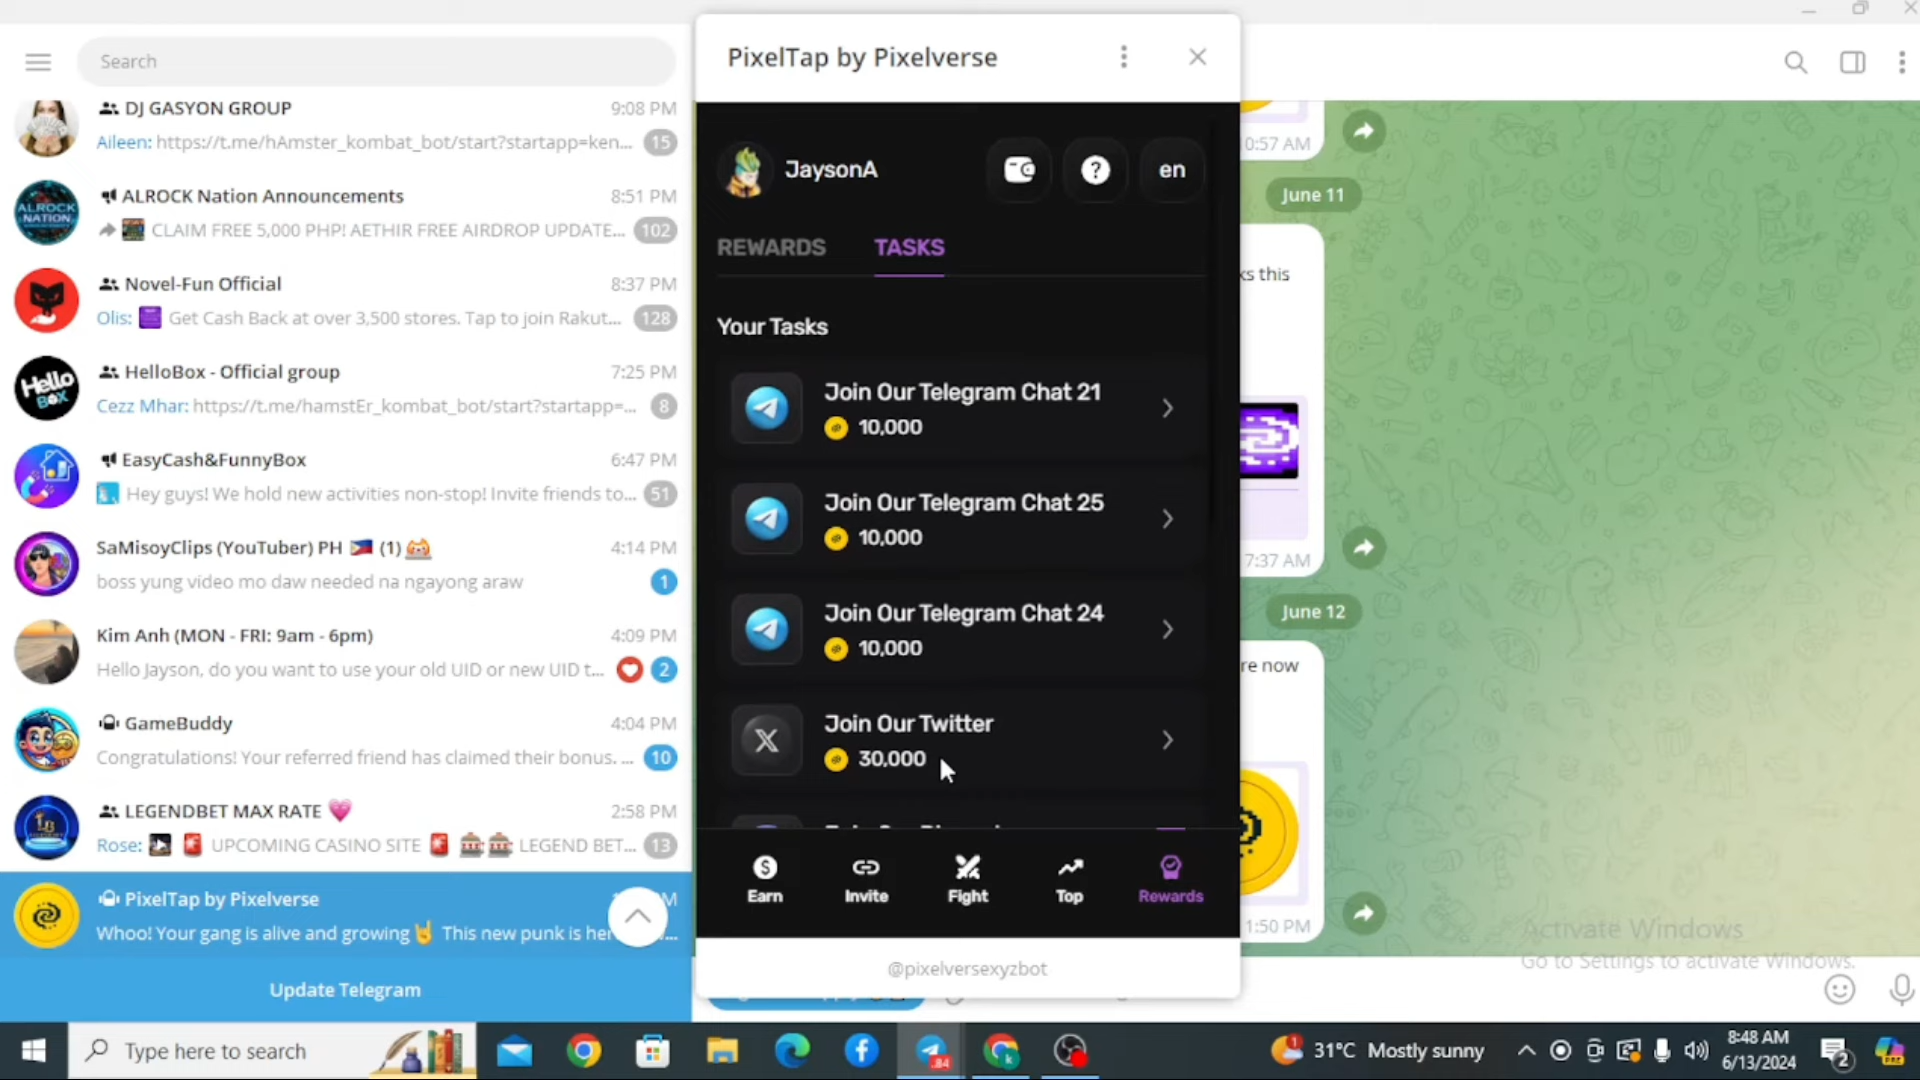 Search
DJ GASYON GROUP
9:08 PM
Aileen: https://t.me/hAmster_kombat_bot/start?startapp=ken...
15
ALROCK NATION
ALROCK Nation Announcements
8:51 PM
CLAIM FREE 5,000 PHP! AETHIR FREE AIRDROP UPDATE...
102
Novel-Fun Official
8:37 PM
Olis: Get Cash Back at over 3,500 stores. Tap to join Rakut...
128
Hello BOX
HelloBox - Official group
7:25 PM
Cezz Mhar: https://t.me/hamstEr_kombat_bot/start?startapp=...
8
EasyCash&FunnyBox
6:47 PM
Hey guys! We hold new activities non-stop! Invite friends to...
51
SaMisoyClips (YouTuber) PH 🇵🇭 (1)
4:14 PM
boss yung video mo daw needed na ngayong araw
1
Kim Anh (MON - FRI: 9am - 6pm)
4:09 PM
Hello Jayson, do you want to use your old UID or new UID t...
2
GameBuddy
4:04 PM
Congratulations! Your referred friend has claimed their bonus. ...
10
LEGENDBET MAX RATE 💗
2:58 PM
Rose: 🚨 UPCOMING CASINO SITE 🚨 🎰🎰 LEGEND BET...
13
PixelTap by Pixelverse
M
Whoo! Your gang is alive and growing🤘 This new punk is her
Update Telegram
PixelTap by Pixelverse
JaysonA
en
REWARDS
TASKS
Your Tasks
Join Our Telegram Chat 21
10,000
Join Our Telegram Chat 25
10,000
Join Our Telegram Chat 24
10,000
Join Our Twitter
30,000
Earn
Invite
Fight
Top
Rewards
@pixelversexyzbot
0:57 AM
June 11
ks this
7:37 AM
June 12
re now
1:50 PM
Activate Windows
Go to Settings to activate Windows.
Type here to search
84
1
31°C Mostly sunny
8:48 AM
6/13/2024
2